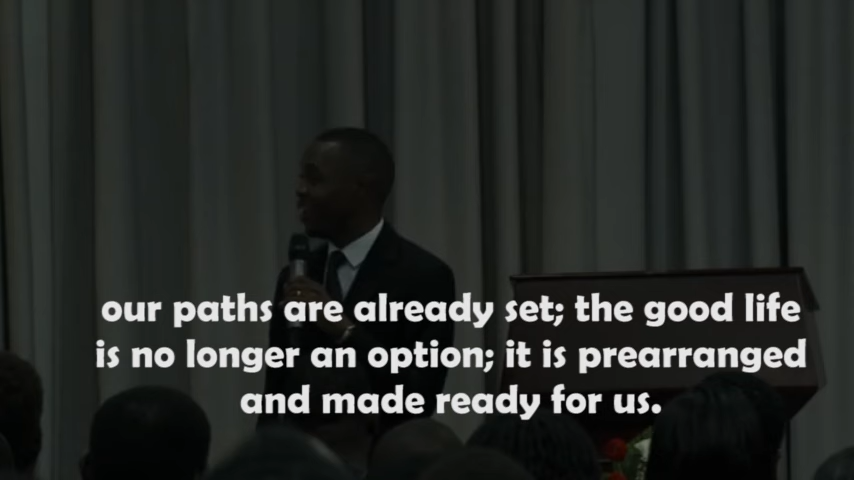 our paths are already set; the good life
is no longer an option; it is prearranged
and made ready for us.